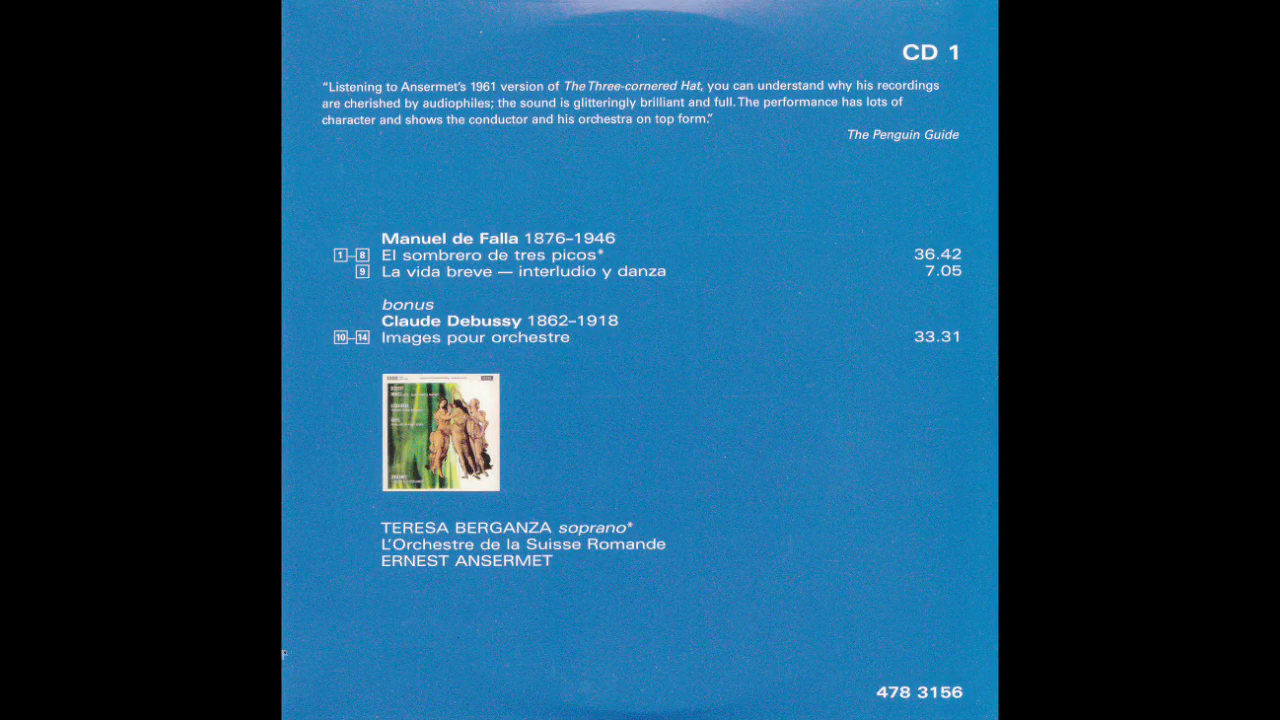 CD 1
“Listening to Ansermet’s 1961 version of The Three-cornered Hat, you can understand why his recordings
are cherished by audiophiles; the sound is glitteringly brilliant and full. The performance has lots of
character and shows the conductor and his orchestra on top form.”
The Penguin Guide
Manuel de Falla 1876–1946
1–8 El sombrero de tres picos* 36.42
9 La vida breve — interludio y danza 7.05
bonus
Claude Debussy 1862–1918
10–14 Images pour orchestre 33.31
TERESA BERGANZA soprano*
L’Orchestre de la Suisse Romande
ERNEST ANSERMET
478 3156